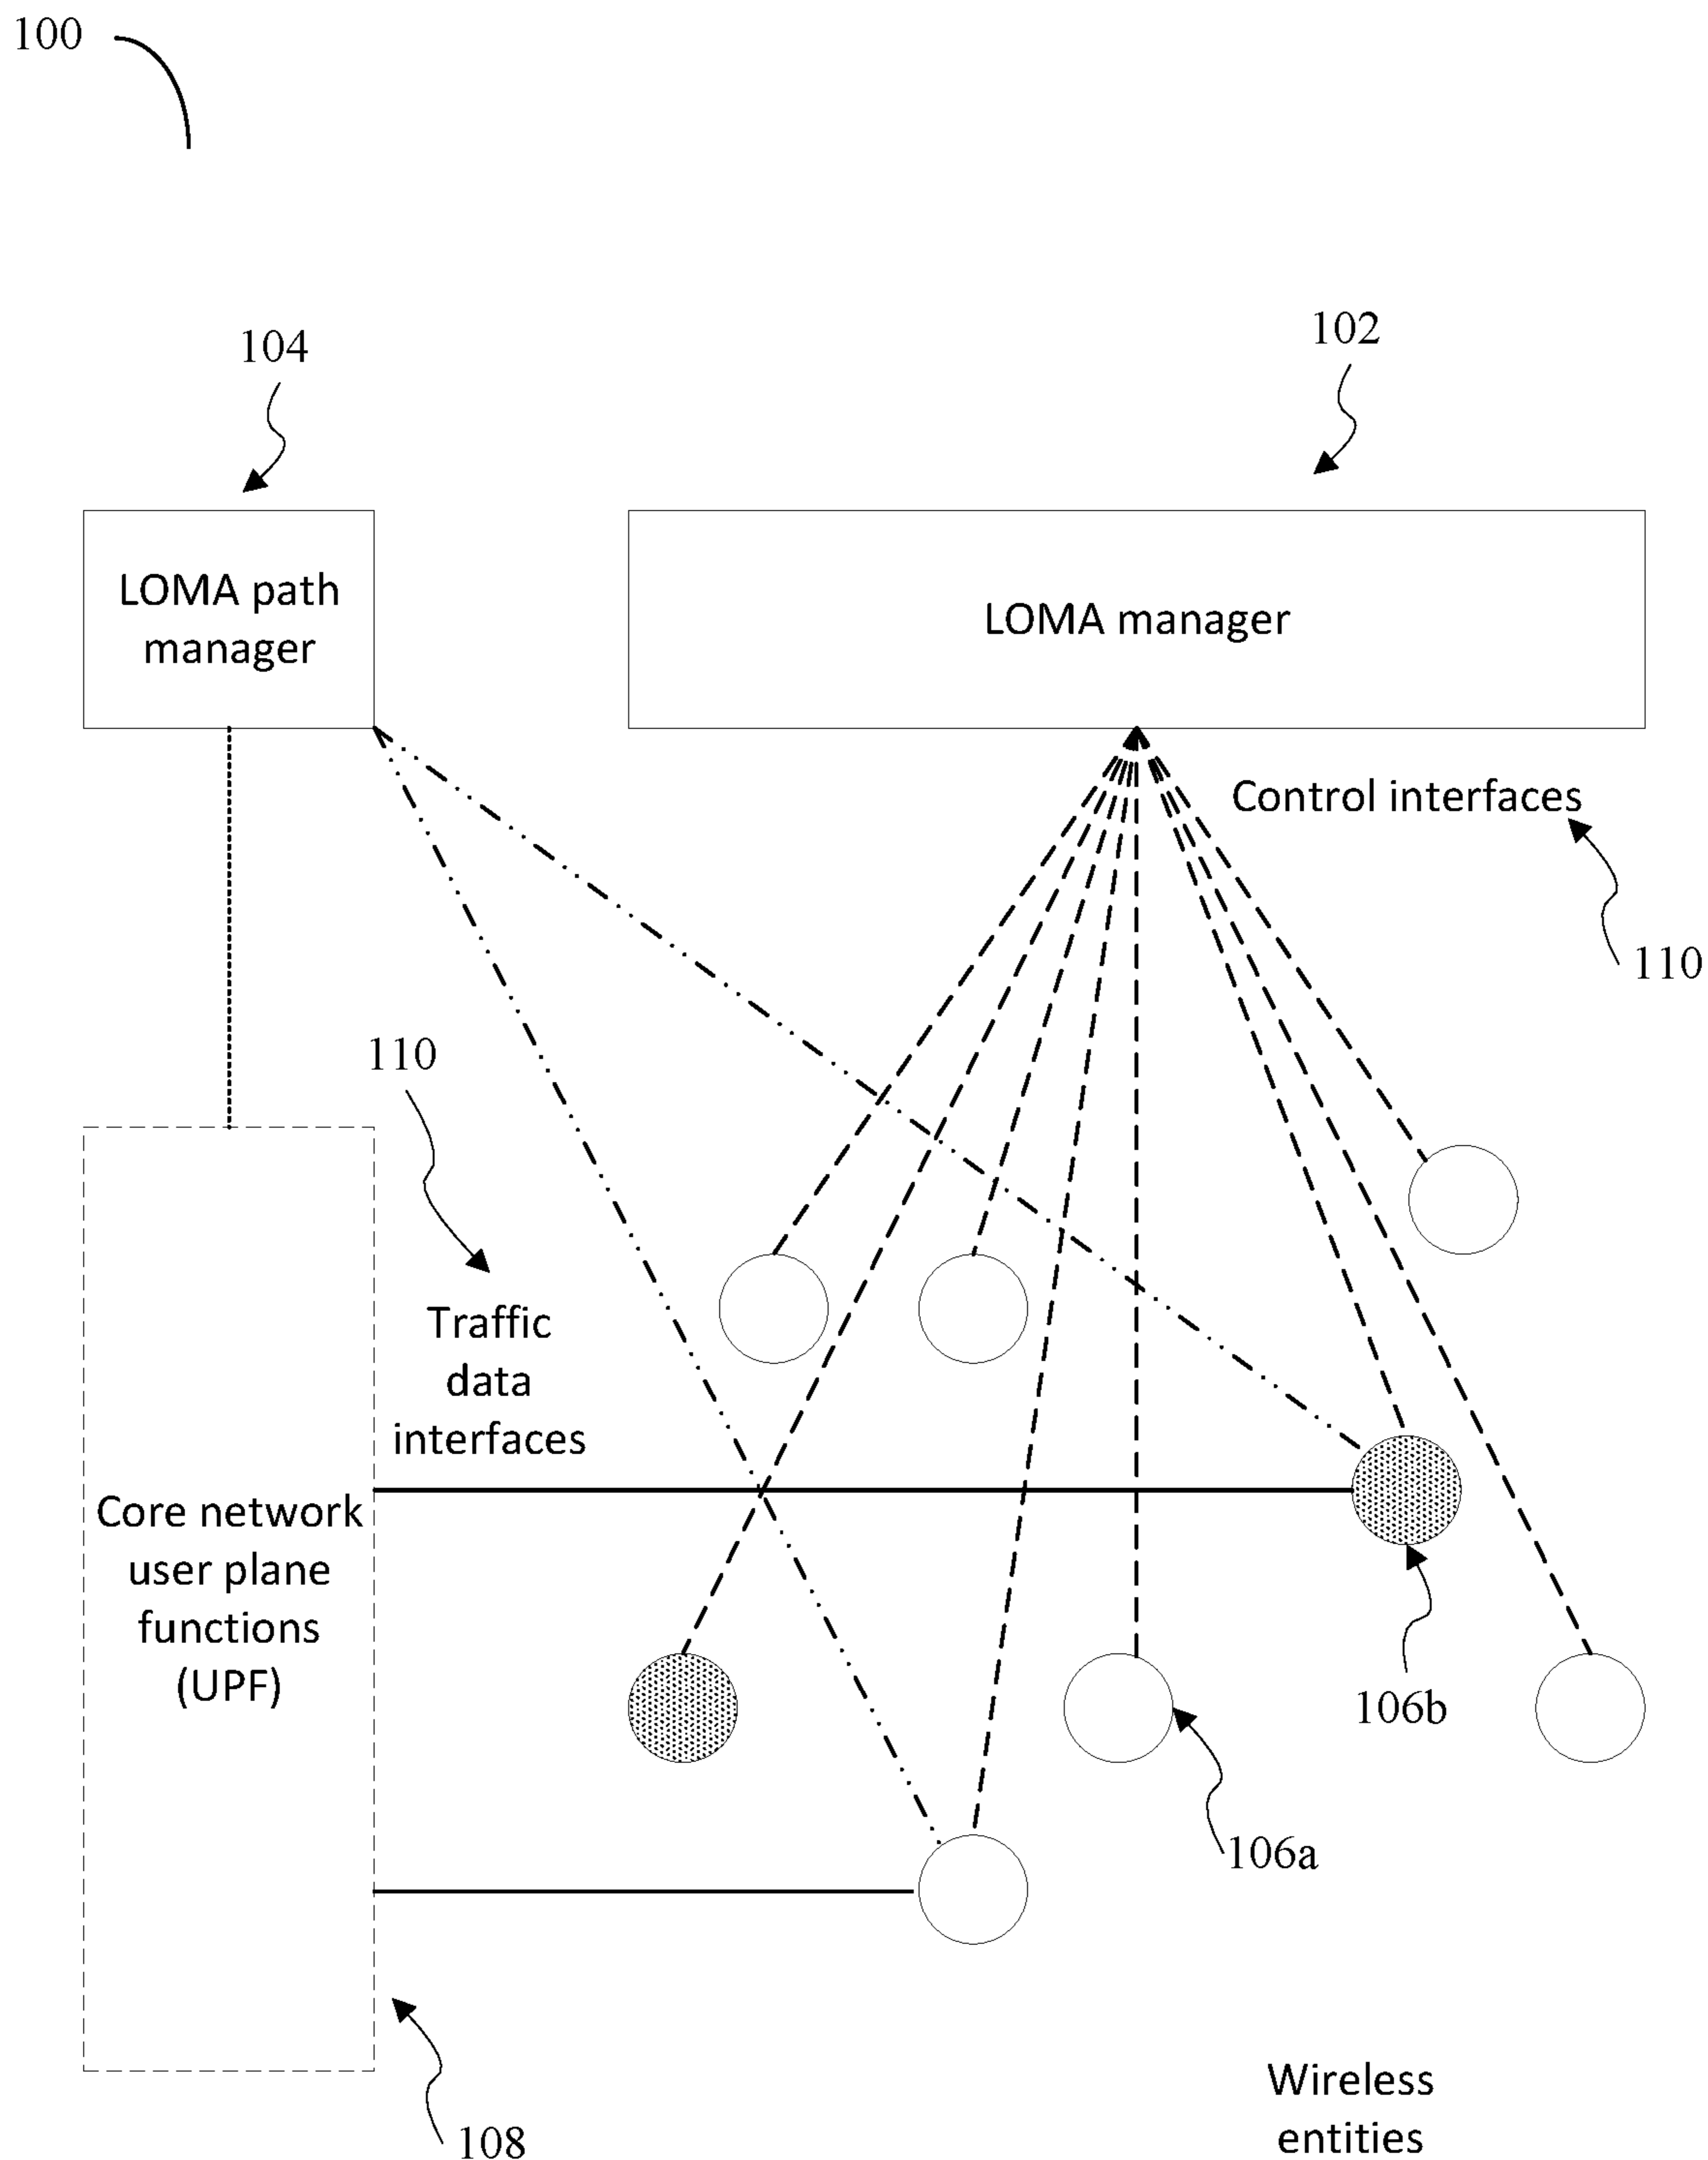 100
104
102
LOMA path
manager
LOMA manager
Control interfaces
110
110
Traffic
data
interfaces
Core network
user plane
functions
(UPF)
106b
106a
108
Wireless
entities